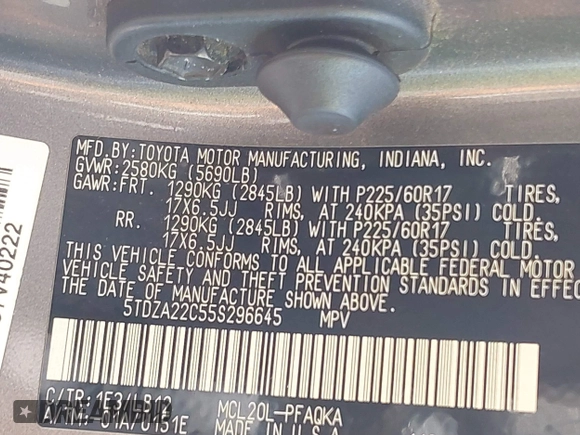 MFD.BY:TOYOTA MOTOR MANUFACTURING, INDIANA, INC.
GVWR:2580KG (5690LB)
GAWR:FRT. 1290KG (2845LB) WITH P225/60R17 TIRES,
17X6.5JJ RIMS, AT 240KPA (35PSI) COLD.
RR. 1290KG (2845LB) WITH P225/60R17 TIRES,
17X6.5JJ RIMS, AT 240KPA (35PSI) COLD.
THIS VEHICLE CONFORMS TO ALL APPLICABLE FEDERAL MOTOR
VEHICLE SAFETY AND THEFT PREVENTION STANDARDS IN EFFEC
THE DATE OF MANUFACTURE SHOWN ABOVE.
5TDZA22C55S296645 MPV
C/TR:1E3/LB12 MCL20L-PFAQKA
A/TM: MADE IN U.S.A.
40222